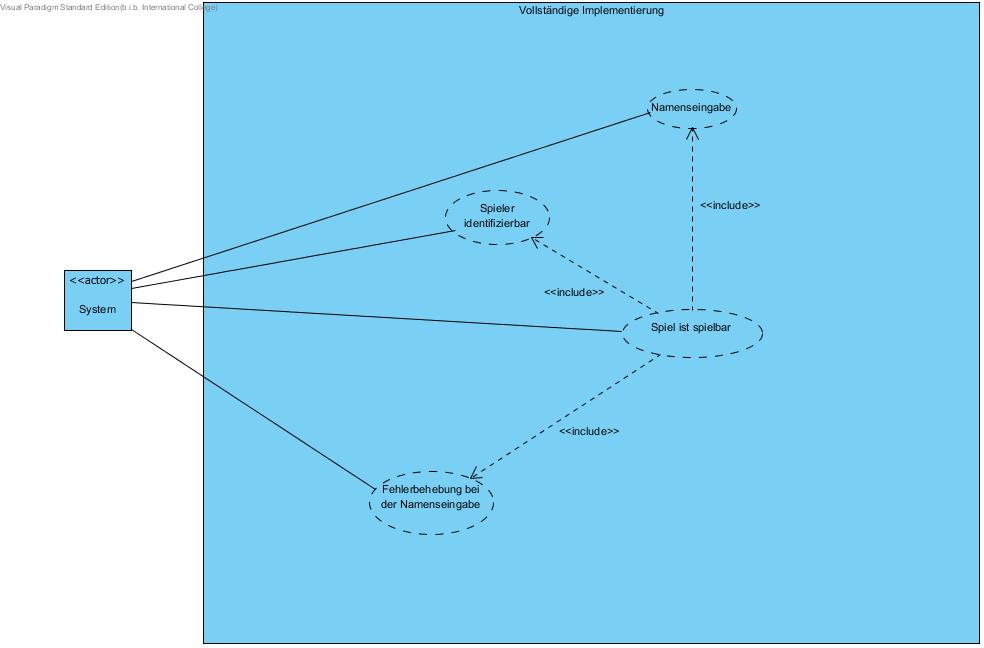 Visual Paradigm Standard Edition(b.i.b. International College)
Vollständige Implementierung
Namenseingabe
<<include>>
Spieler
identifizierbar
<<actor>>
System
<<include>>
Spiel ist spielbar
<<include>>
Fehlerbehebung bei
der Namenseingabe